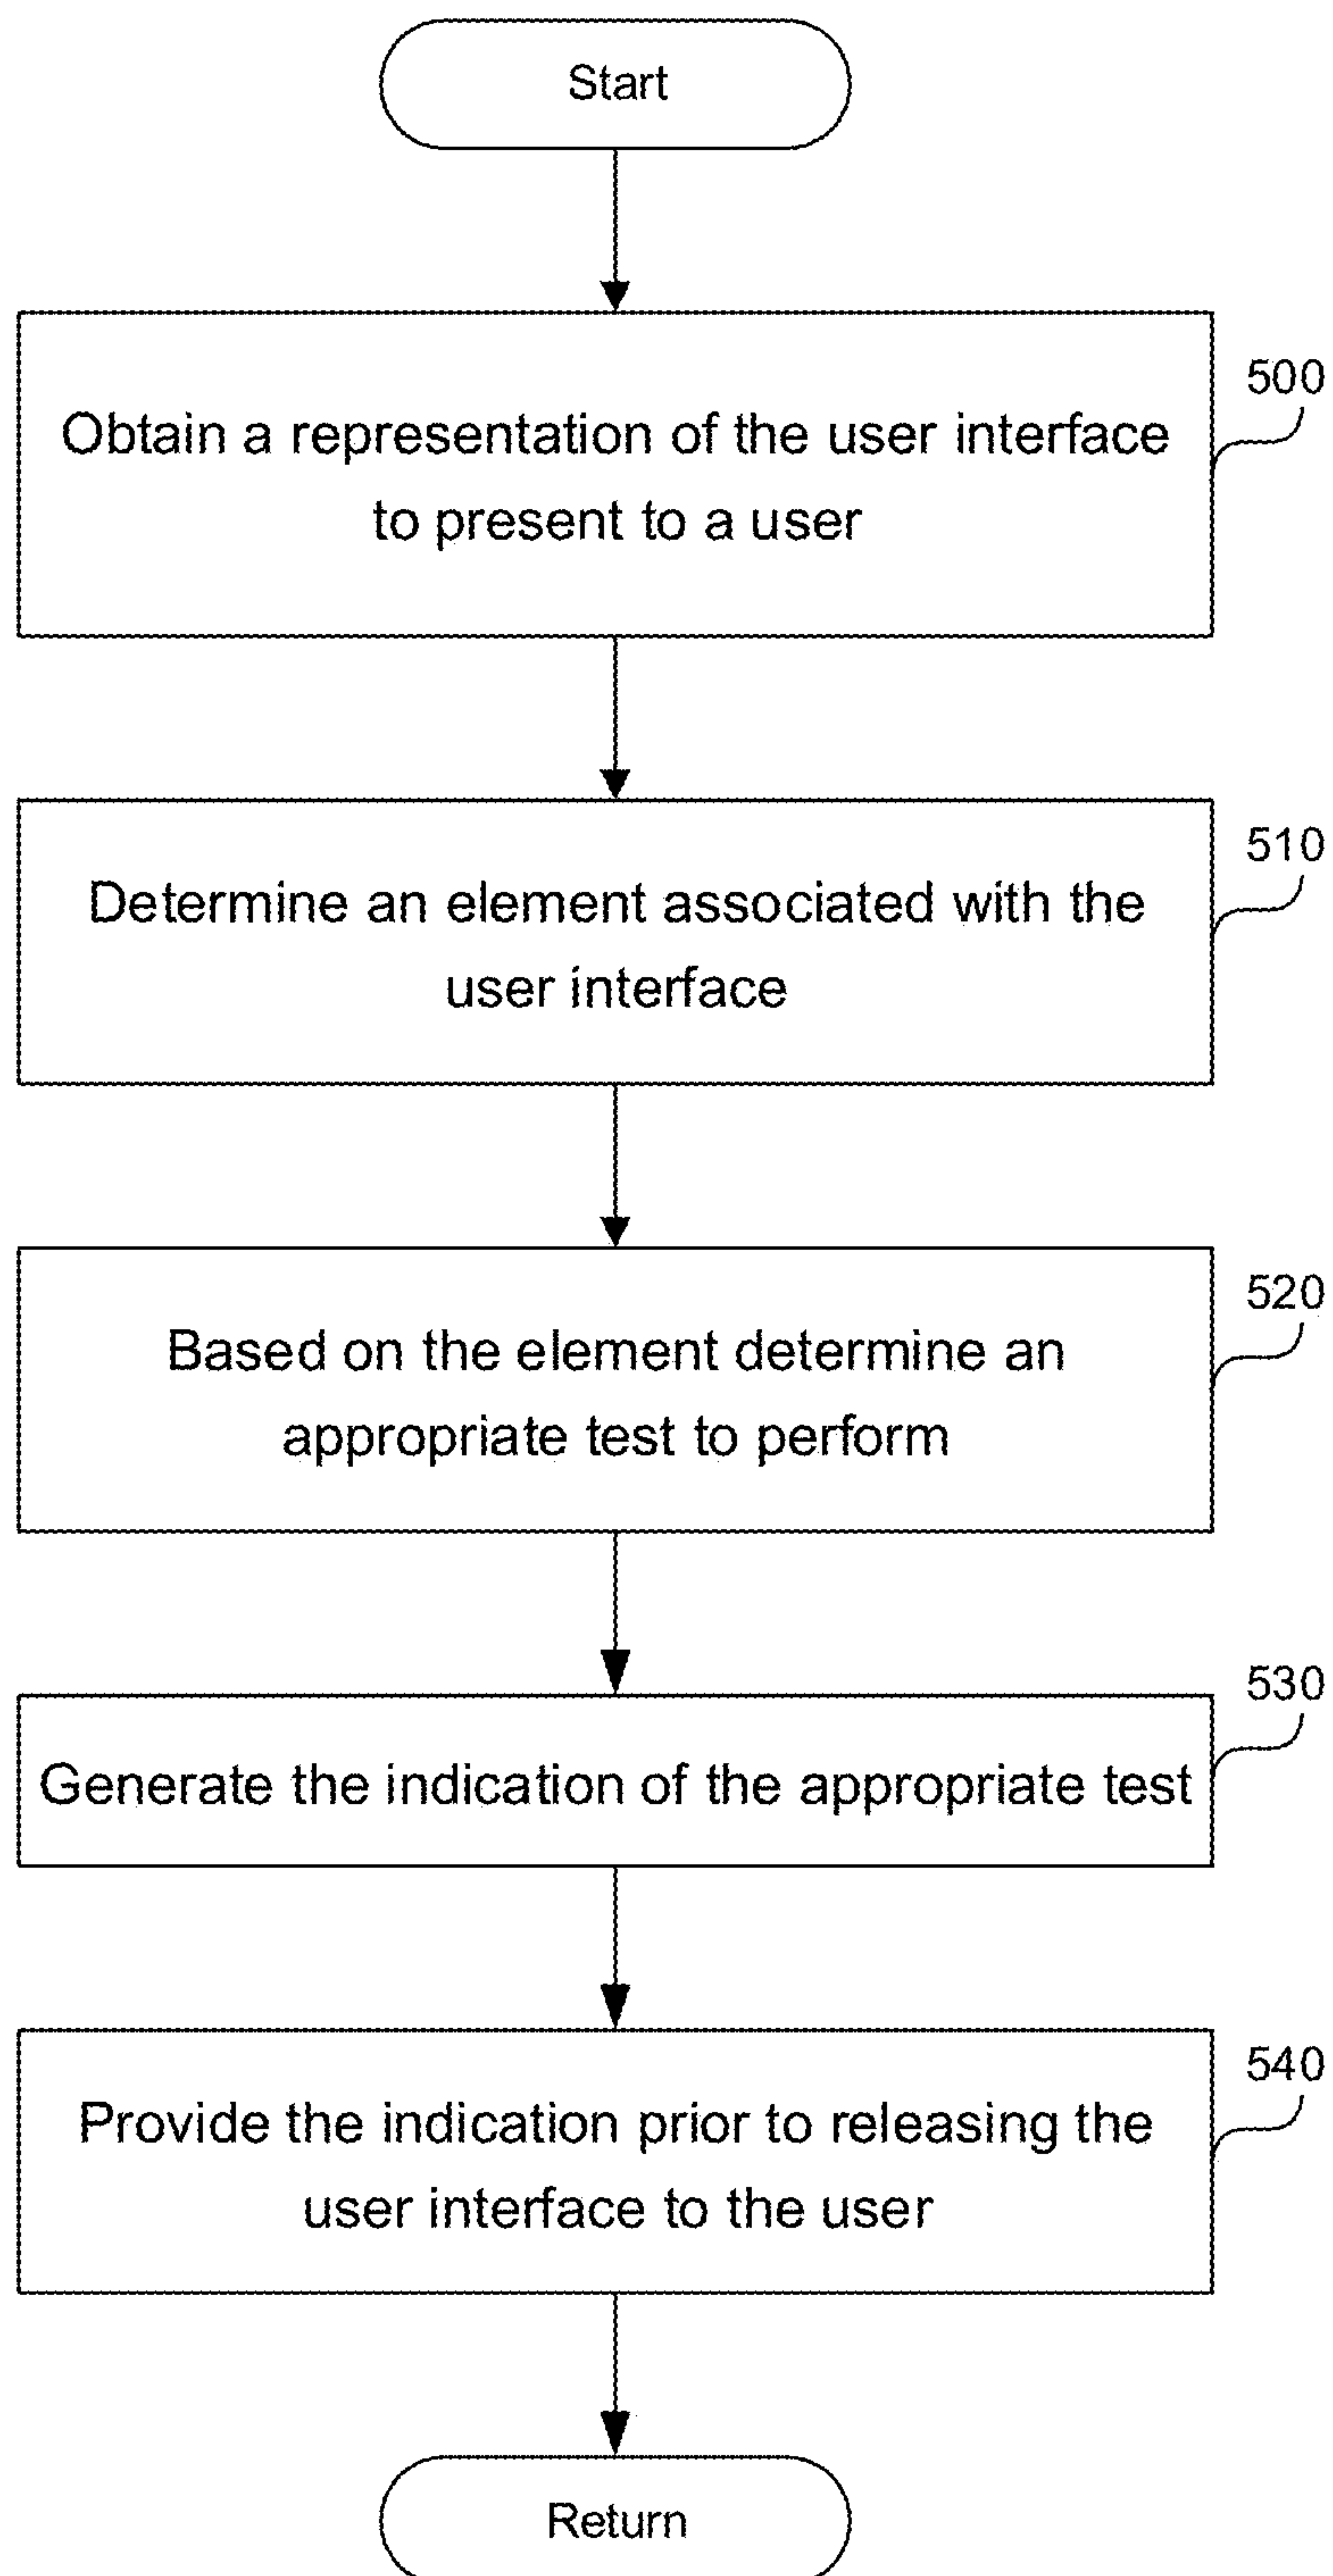 Start
500
Obtain a representation of the user interface
to present to a user
510
Determine an element associated with the
user interface
520
Based on the element determine an
appropriate test to perform
530
Generate the indication of the appropriate test
540
Provide the indication prior to releasing the
user interface to the user
Return